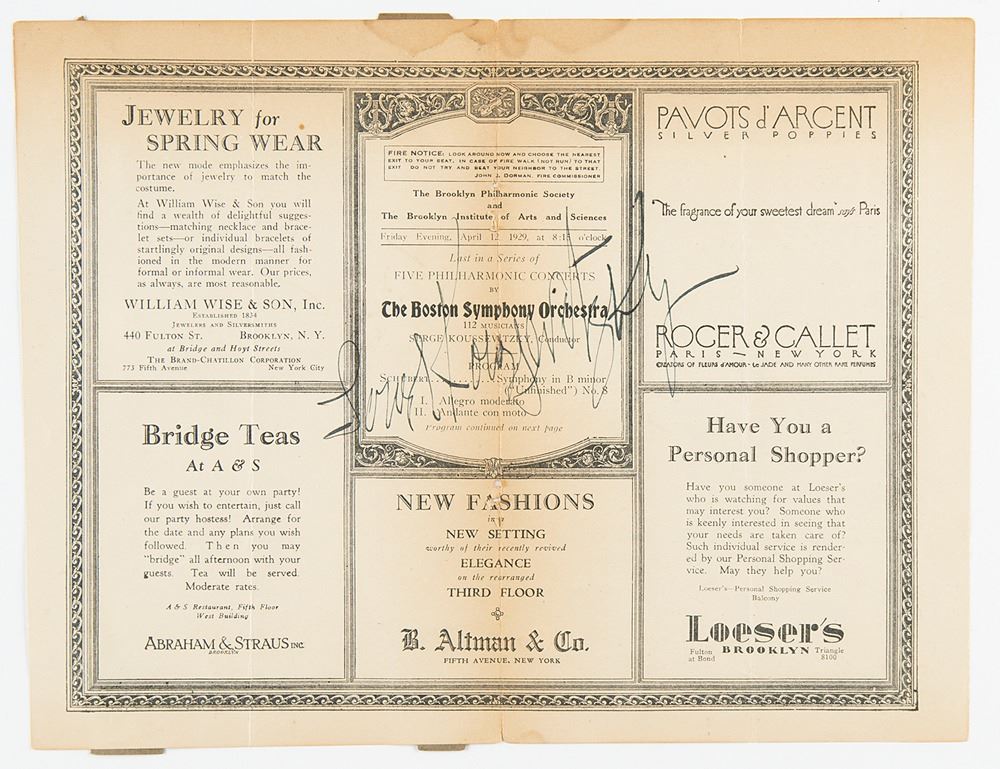 JEWELRY for
SPRING WEAR
The new mode emphasizes the im-
portance of jewelry to match the
costume.
At William Wise & Son you will
find a wealth of delightful sugges-
tions—matching necklace and brace-
let sets—or individual bracelets of
startlingly original designs—all fash-
ioned in the modern manner for
formal or informal wear. Our prices,
as always, are most reasonable.
WILLIAM WISE & SON, Inc.
ESTABLISHED 1834
JEWELERS AND SILVERSMITHS
440 FULTON ST. BROOKLYN, N. Y.
at Bridge and Hoyt Streets
THE BRAND-CHATILLON CORPORATION
773 Fifth Avenue New York City
Bridge Teas
At A & S
Be a guest at your own party!
If you wish to entertain, just call
our party hostess! Arrange for
the date and any plans you wish
followed. Then you may
"bridge" all afternoon with your
guests. Tea will be served.
Moderate rates.
A & S Restaurant, Fifth Floor
West Building
ABRAHAM & STRAUS INC.
BROOKLYN
FIRE NOTICE: LOOK AROUND NOW AND CHOOSE THE NEAREST
EXIT TO YOUR SEAT. IN CASE OF FIRE WALK (NOT RUN) TO THAT
EXIT DO NOT TRY AND BEAT YOUR NEIGHBOR TO THE STREET.
JOHN J. DORMAN, FIRE COMMISSIONER
The Brooklyn Philharmonic Society
and
The Brooklyn Institute of Arts and Sciences
Friday Evening, April 12, 1929, at 8:15 o'clock
Last in a Series of
FIVE PHILHARMONIC CONCERTS
BY
The Boston Symphony Orchestra
112 MUSICIANS
SERGE KOUSSEVITZKY, Conductor
PROGRAM
SCHUBERT . . . . . . . . Symphony in B minor
("Unfinished") No. 8
I. Allegro moderato
II. Andante con moto
Program continued on next page
Serge Koussevitzky
NEW FASHIONS
in a
NEW SETTING
worthy of their recently revived
ELEGANCE
on the rearranged
THIRD FLOOR
B. Altman & Co.
FIFTH AVENUE, NEW YORK
PAVOTS d'ARGENT
SILVER POPPIES
"The fragrance of your sweetest dream" says Paris
ROGER & GALLET
PARIS — NEW YORK
CREATORS OF FLEURS d'AMOUR - Le JADE AND MANY OTHER RARE PERFUMES
Have You a
Personal Shopper?
Have you someone at Loeser's
who is watching for values that
may interest you? Someone who
is keenly interested in seeing that
your needs are taken care of?
Such individual service is render-
ed by our Personal Shopping Ser-
vice. May they help you?
Loeser's—Personal Shopping Service
Balcony
Loeser's
Fulton at Bond BROOKLYN Triangle 8100